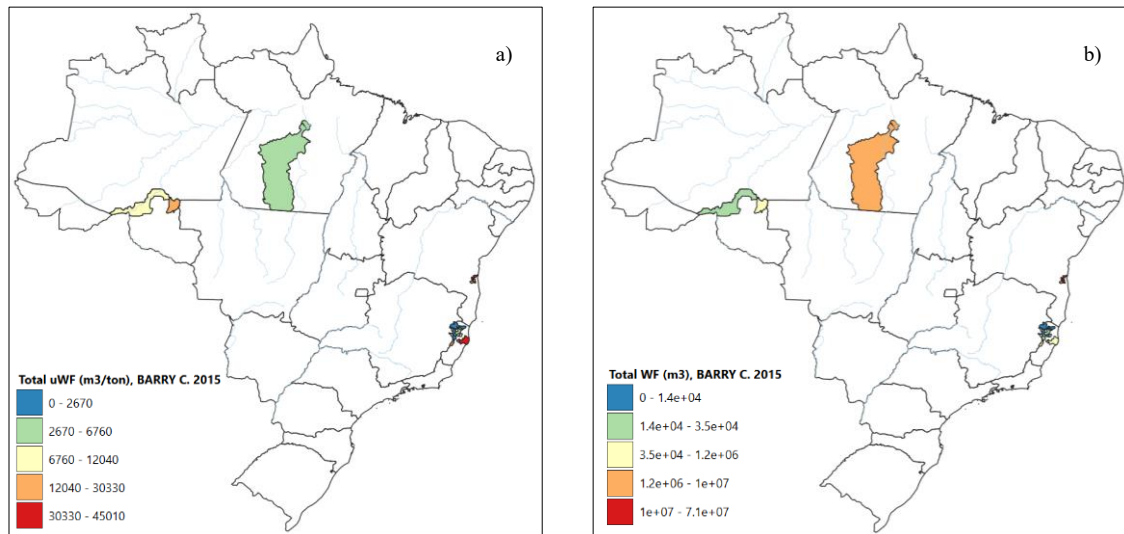 a)
Total uWF (m3/ton), BARRY C. 2015
0 - 2670
2670 - 6760
6760 - 12040
12040 - 30330
30330 - 45010
b)
Total WF (m3), BARRY C. 2015
0 - 1.4e+04
1.4e+04 - 3.5e+04
3.5e+04 - 1.2e+06
1.2e+06 - 1e+07
1e+07 - 7.1e+07